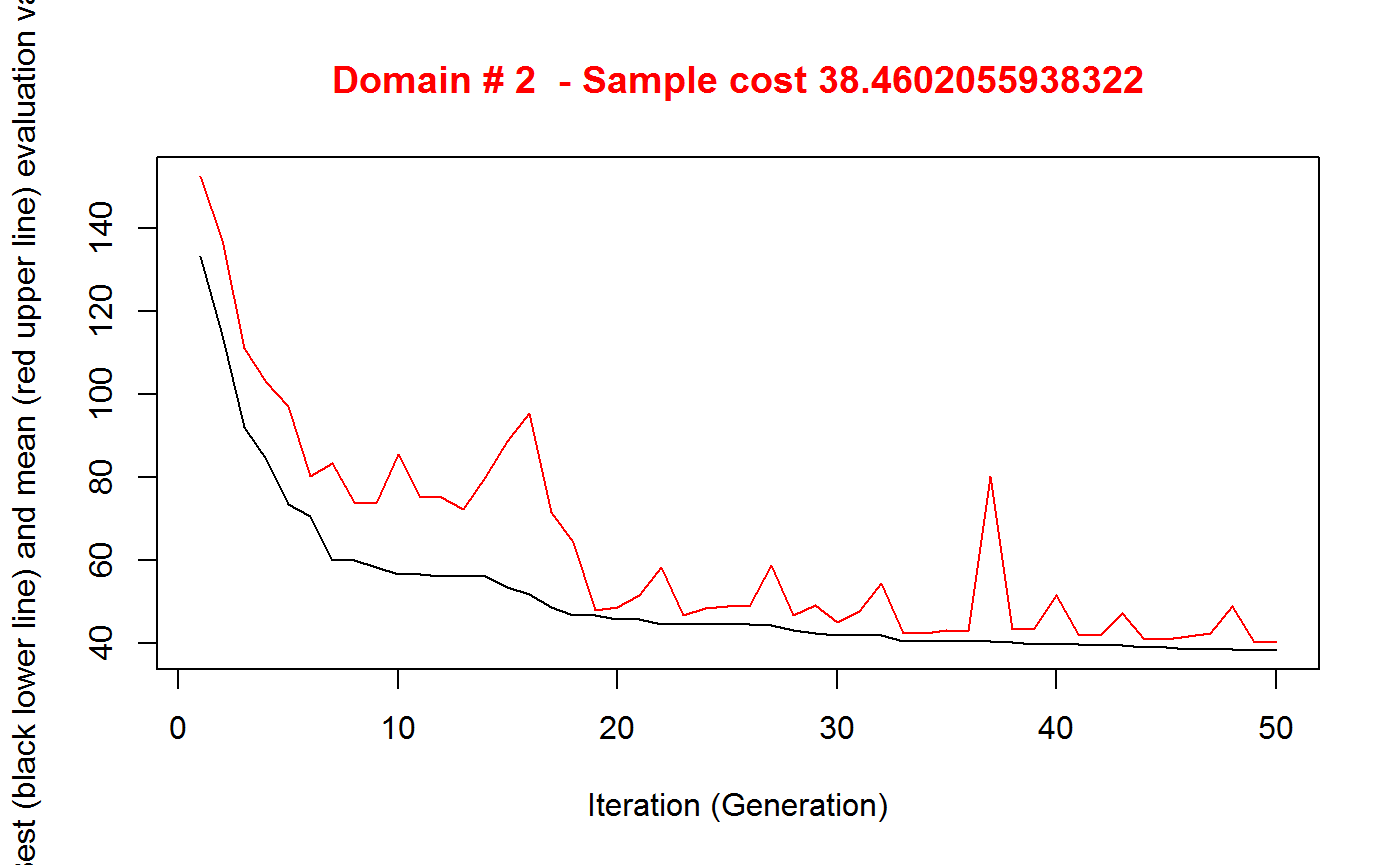 Domain # 2  - Sample cost 38.4602055938322
est (black lower line) and mean (red upper line) evaluation
140
120
100
80
60
40
0 10 20 30 40 50
Iteration (Generation)